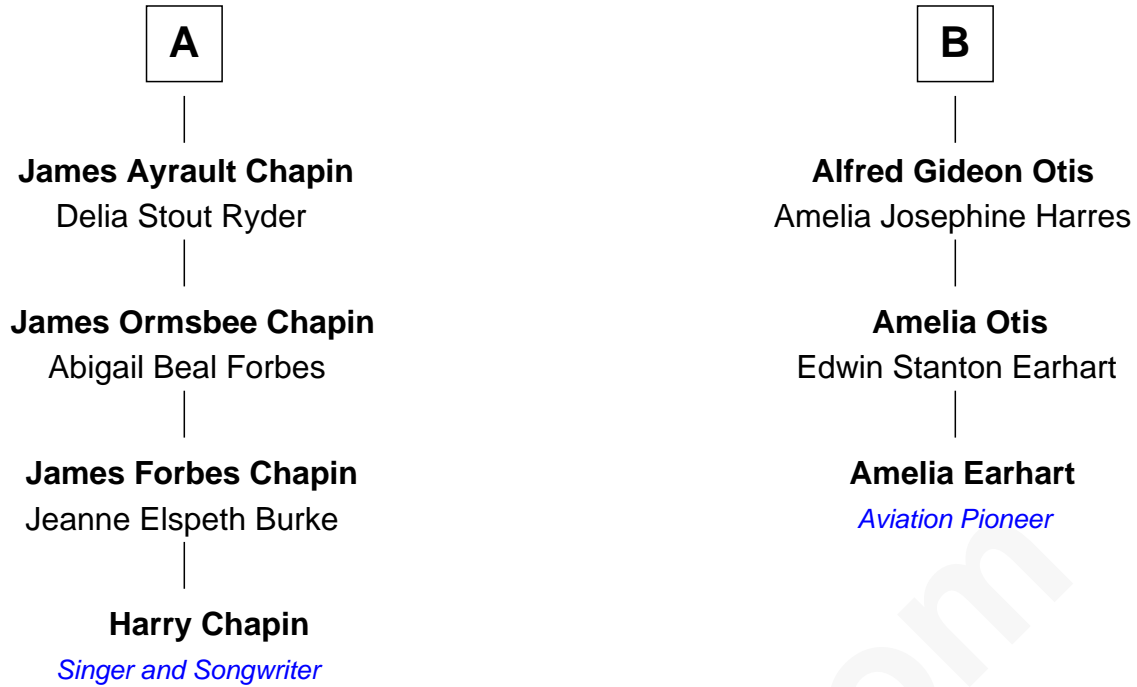 A
James Ayrault Chapin
Delia Stout Ryder
James Ormsbee Chapin
Abigail Beal Forbes
James Forbes Chapin
Jeanne Elspeth Burke
Harry Chapin
Singer and Songwriter
B
Alfred Gideon Otis
Amelia Josephine Harres
Amelia Otis
Edwin Stanton Earhart
Amelia Earhart
Aviation Pioneer
om